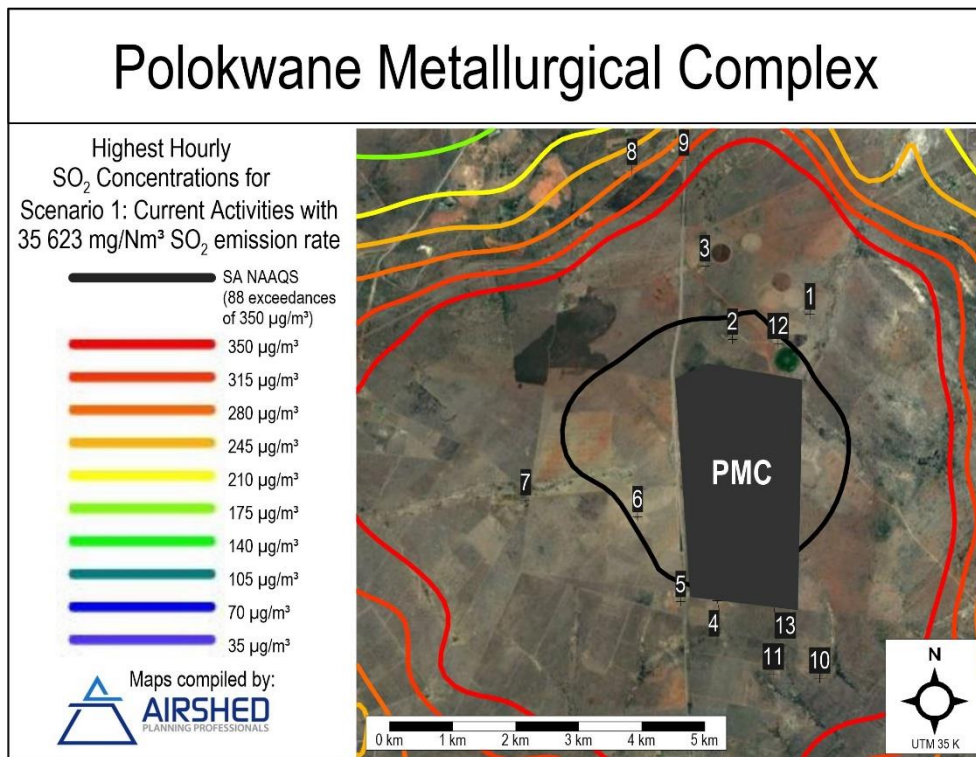 Polokwane Metallurgical Complex
Highest Hourly
SO₂ Concentrations for
Scenario 1: Current Activities with
35 623 mg/Nm³ SO₂ emission rate
SA NAAQS
(88 exceedances
of 350 µg/m³)
350 µg/m³
315 µg/m³
280 µg/m³
245 µg/m³
210 µg/m³
175 µg/m³
140 µg/m³
105 µg/m³
70 µg/m³
35 µg/m³
Maps compiled by:
AIRSHED
PLANNING PROFESSIONALS
8
9
3
1
2
12
PMC
7
6
5
4
13
11
10
N
UTM 35 K
0 km 1 km 2 km 3 km 4 km 5 km